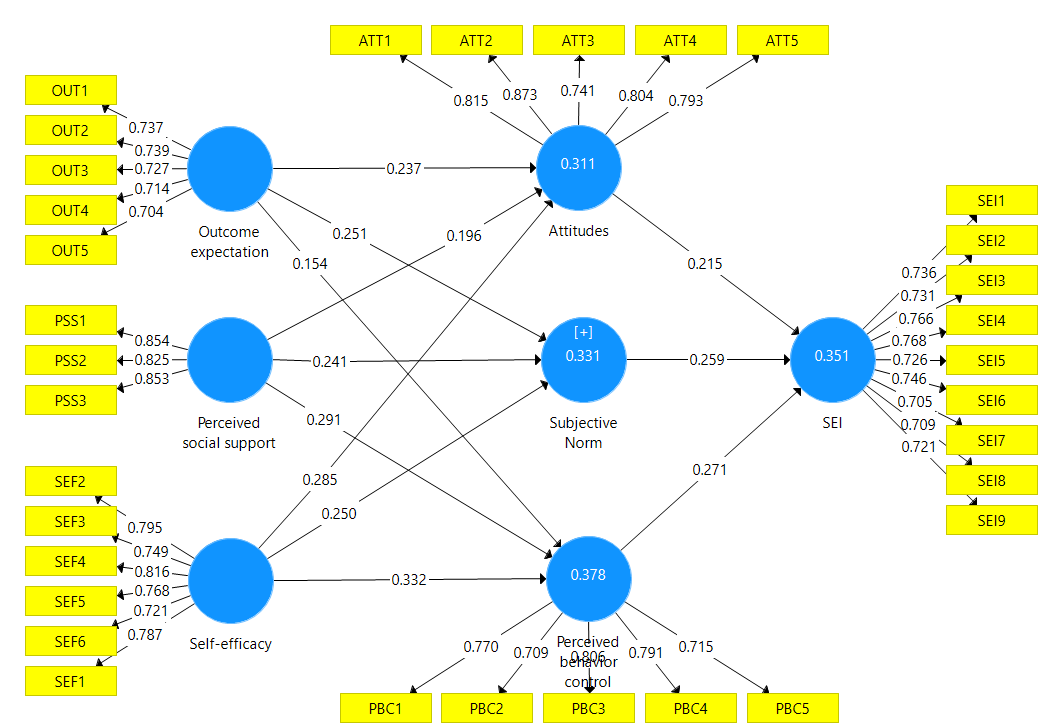 ATT1 ATT2 ATT3 ATT4 ATT5
0.815 0.873 0.741 0.804 0.793
OUT1
OUT2
OUT3
OUT4
OUT5
0.737
0.739
0.727
0.714
0.704
Outcome
expectation
0.237
0.251
0.154
0.311
Attitudes
0.196
0.215
PSS1
PSS2
PSS3
0.854
0.825
0.853
Perceived
social support
0.241
0.291
[+]
0.331
Subjective
Norm
0.259
0.351
SEI
0.736
0.731
0.766
0.768
0.726
0.746
0.705
0.709
0.721
SEI1
SEI2
SEI3
SEI4
SEI5
SEI6
SEI7
SEI8
SEI9
SEF2
SEF3
SEF4
SEF5
SEF6
SEF1
0.795
0.749
0.816
0.768
0.721
0.787
Self-efficacy
0.285
0.250
0.332
0.271
0.378
Perceived
behavior
control
0.770 0.709 0.806 0.791 0.715
PBC1 PBC2 PBC3 PBC4 PBC5